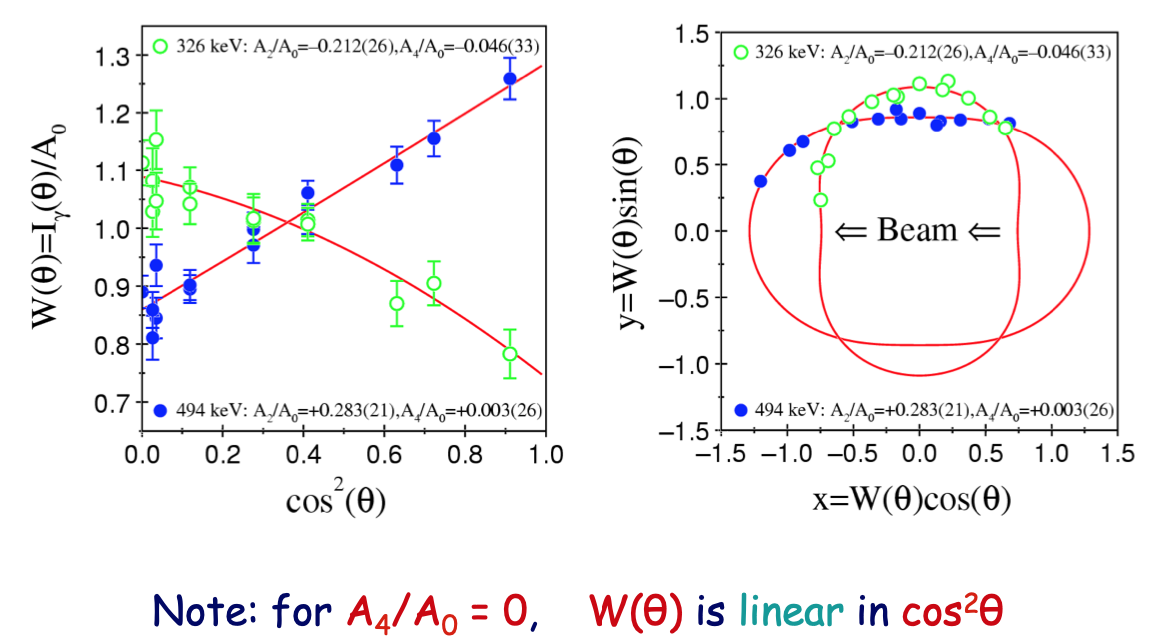 326 keV: A₂/A₀=–0.212(26),A₄/A₀=–0.046(33)
1.3
1.2
1.1
1.0
0.9
0.8
0.7
W(θ)=Iγ(θ)/A₀
494 keV: A₂/A₀=+0.283(21),A₄/A₀=+0.003(26)
0.0 0.2 0.4 0.6 0.8 1.0
cos²(θ)
326 keV: A₂/A₀=–0.212(26),A₄/A₀=–0.046(33)
1.5
1.0
0.5
0.0
–0.5
–1.0
–1.5
y=W(θ)sin(θ)
⇐ Beam ⇐
494 keV: A₂/A₀=+0.283(21),A₄/A₀=+0.003(26)
–1.5 –1.0 –0.5 0.0 0.5 1.0 1.5
x=W(θ)cos(θ)
Note: for A₄/A₀ = 0, W(θ) is linear in cos²θ